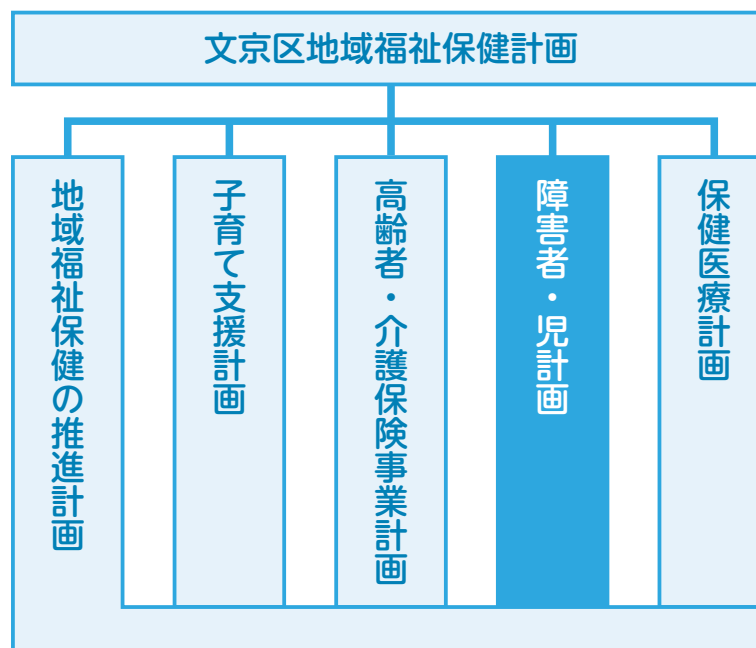 文京区地域福祉保健計画
地域福祉保健の推進計画
子育て支援計画
高齢者・介護保険事業計画
障害者・児計画
保健医療計画